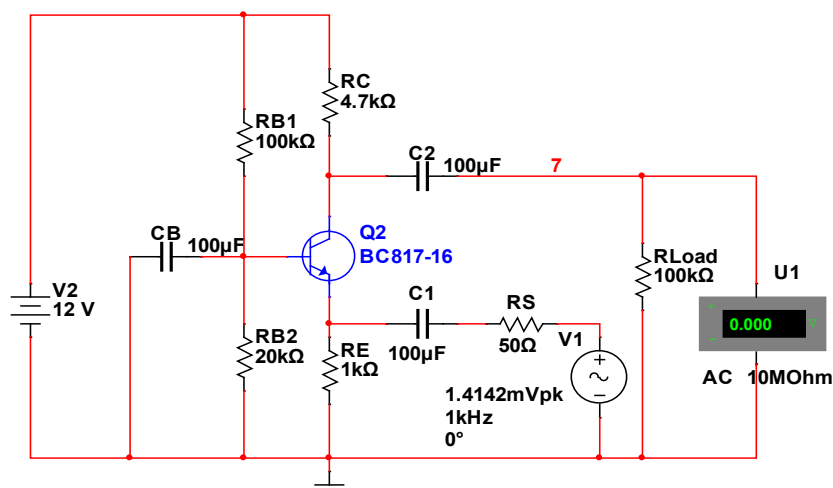 RC
4.7kΩ
RB1
100kΩ
C2
100µF
7
CB
100µF
Q2
BC817-16
RLoad
100kΩ
U1
V2
12 V
C1
100µF
RS
50Ω
V1
+
–
0.000
V
RB2
20kΩ
RE
1kΩ
1.4142mVpk
1kHz
0°
AC 10MOhm